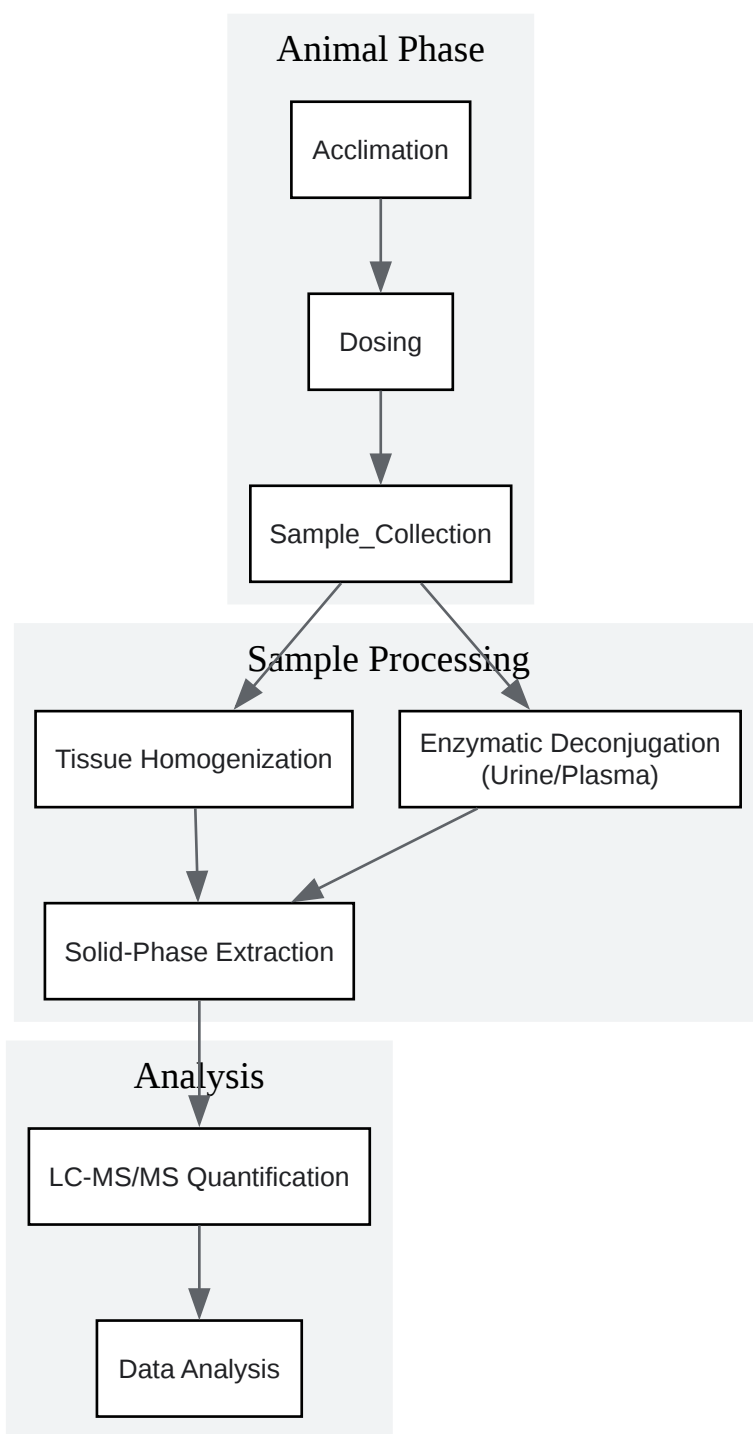 Animal Phase
Acclimation
Dosing
Sample_Collection
Sample Processing
Tissue Homogenization
Enzymatic Deconjugation
(Urine/Plasma)
Solid-Phase Extraction
Analysis
LC-MS/MS Quantification
Data Analysis